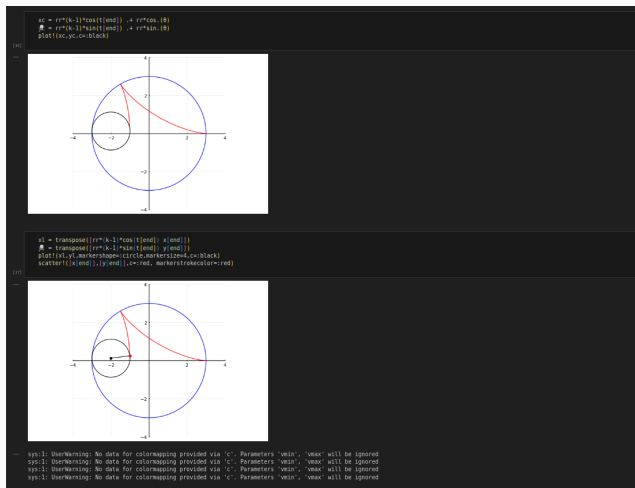 xc = rr*(k-1)*cos(t[end]) .+ rr*cos.(θ)
= rr*(k-1)*sin(t[end]) .+ rr*sin.(θ)
plot!(xc,yc,c=:black)
4
2
−4
−2
2
4
−2
−4
xl = transpose([rr*(k-1)*cos(t[end]) x[end]])
= transpose([rr*(k-1)*sin(t[end]) y[end]])
plot!(xl,yl,markershape=:circle,markersize=4,c=:black)
scatter!([x[end]],[y[end]],c=:red, markerstrokecolor=:red)
4
2
−4
−2
2
4
−2
−4
sys:1: UserWarning: No data for colormapping provided via 'c'. Parameters 'vmin', 'vmax' will be ignored
sys:1: UserWarning: No data for colormapping provided via 'c'. Parameters 'vmin', 'vmax' will be ignored
sys:1: UserWarning: No data for colormapping provided via 'c'. Parameters 'vmin', 'vmax' will be ignored
sys:1: UserWarning: No data for colormapping provided via 'c'. Parameters 'vmin', 'vmax' will be ignored